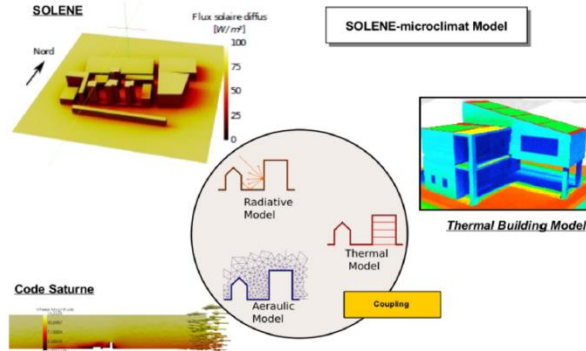 SOLENE
Flux solaire diffus
[W/m²]
100
75
50
25
0
Nord
SOLENE-microclimat Model
Radiative
Model
Thermal
Model
Aeraulic
Model
Thermal Building Model
Coupling
Code Saturne